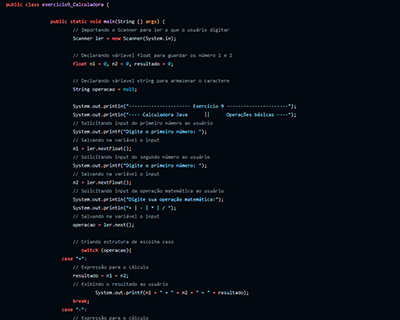 public class exercicio9_Calculadora {
public static void main(String [] args) {
// Importando o Scanner para ler o que o usuário digitar
Scanner ler = new Scanner(System.in);
// Declarando váriavel float para guardar os número 1 e 2
float n1 = 0, n2 = 0, resultado = 0;
// Declarando váriavel string para armazenar o caractere
String operacao = null;
System.out.println("---------------------- Exercício 9 ----------------------");
System.out.println("---- Calculadora Java || Operações básicas ----");
// Solicitando input do primeiro número ao usuário
System.out.printf("Digite o primeiro número: ");
// Salvando na variável o input
n1 = ler.nextFloat();
// Solicitando input do segundo número ao usuário
System.out.printf("Digite o primeiro número: ");
// Salvando na variável o input
n2 = ler.nextFloat();
// Solicitando input da operação matemática ao usuário
System.out.println("Digite sua operação matemática:");
System.out.println("+ | - | * | / ");
// Salvando na variável o input
operacao = ler.next();
// Criando estrutura de escolha caso
switch (operacao){
case "+":
// Expressão para o cálculo
resultado = n1 + n2;
// Exibindo o resultado ao usuário
System.out.printf(n1 + " + " + n2 + " = " + resultado);
break;
case "-":
// Expressão para o cálculo